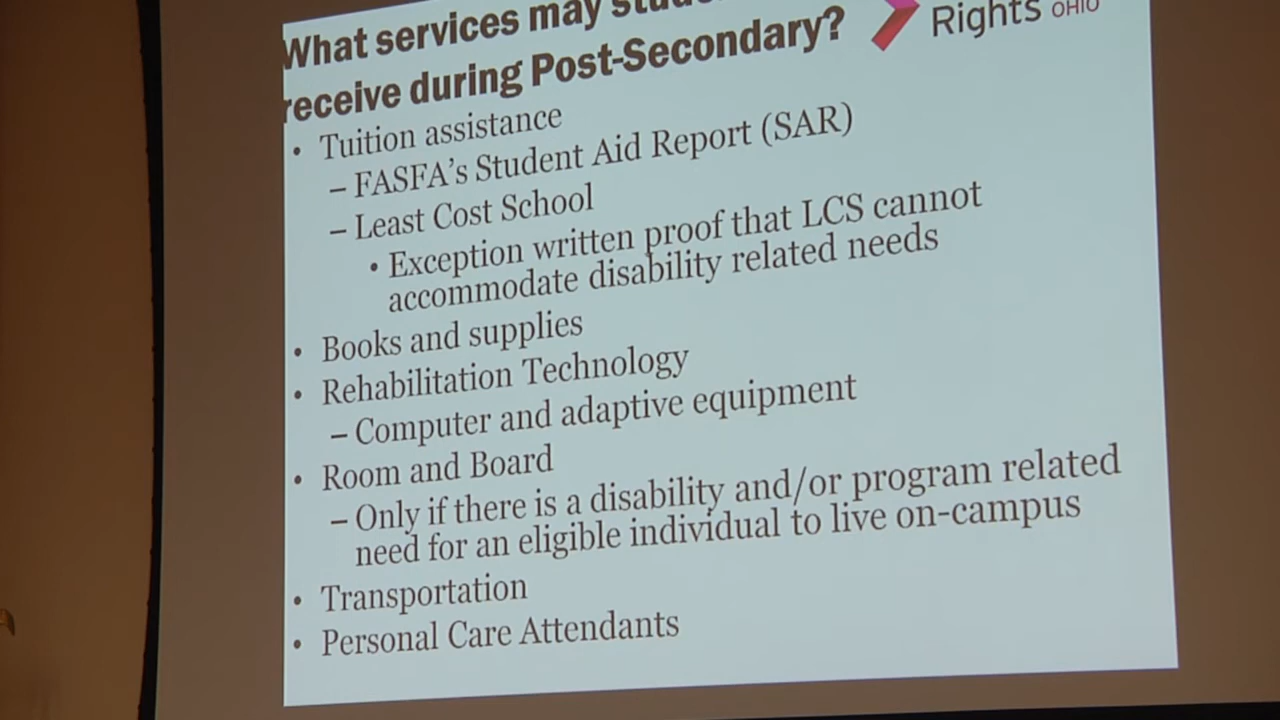 What services may
receive during Post-Secondary?
Rights OHIO
• Tuition assistance
– FASFA's Student Aid Report (SAR)
– Least Cost School
• Exception written proof that LCS cannot
accommodate disability related needs
• Books and supplies
• Rehabilitation Technology
– Computer and adaptive equipment
• Room and Board
– Only if there is a disability and/or program related
need for an eligible individual to live on-campus
• Transportation
• Personal Care Attendants